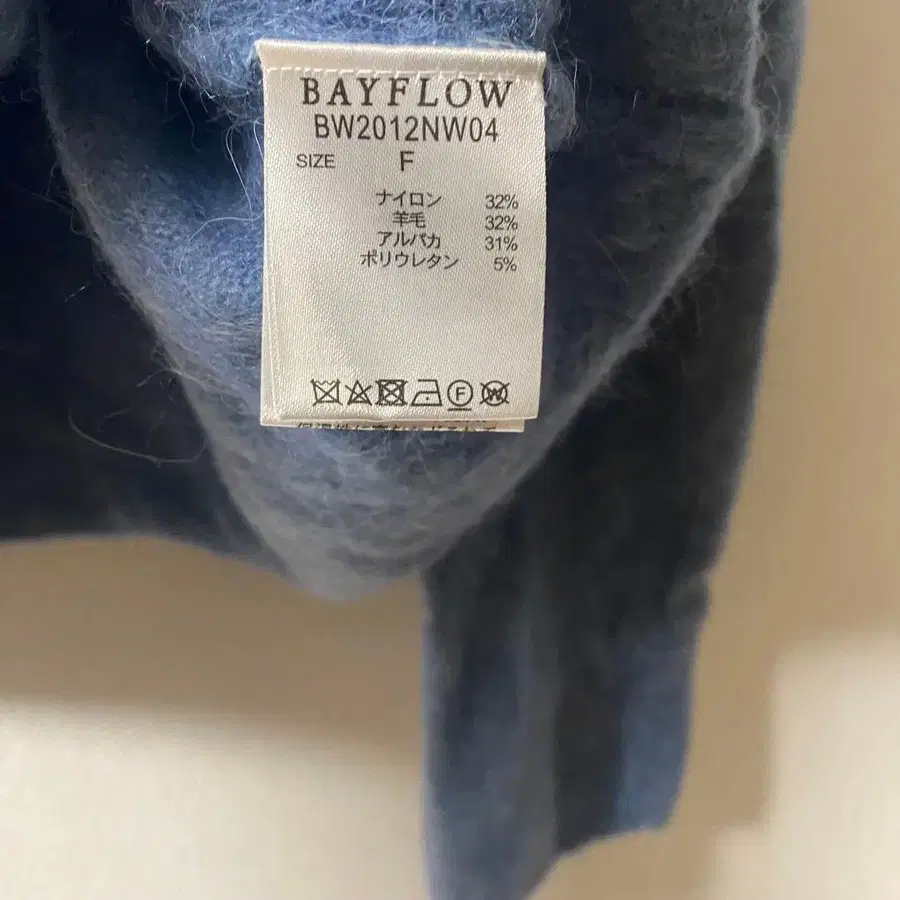 BAYFLOW
BW2012NW04
SIZE F
ナイロン 32%
羊毛 32%
アルパカ 31%
ポリウレタン 5%